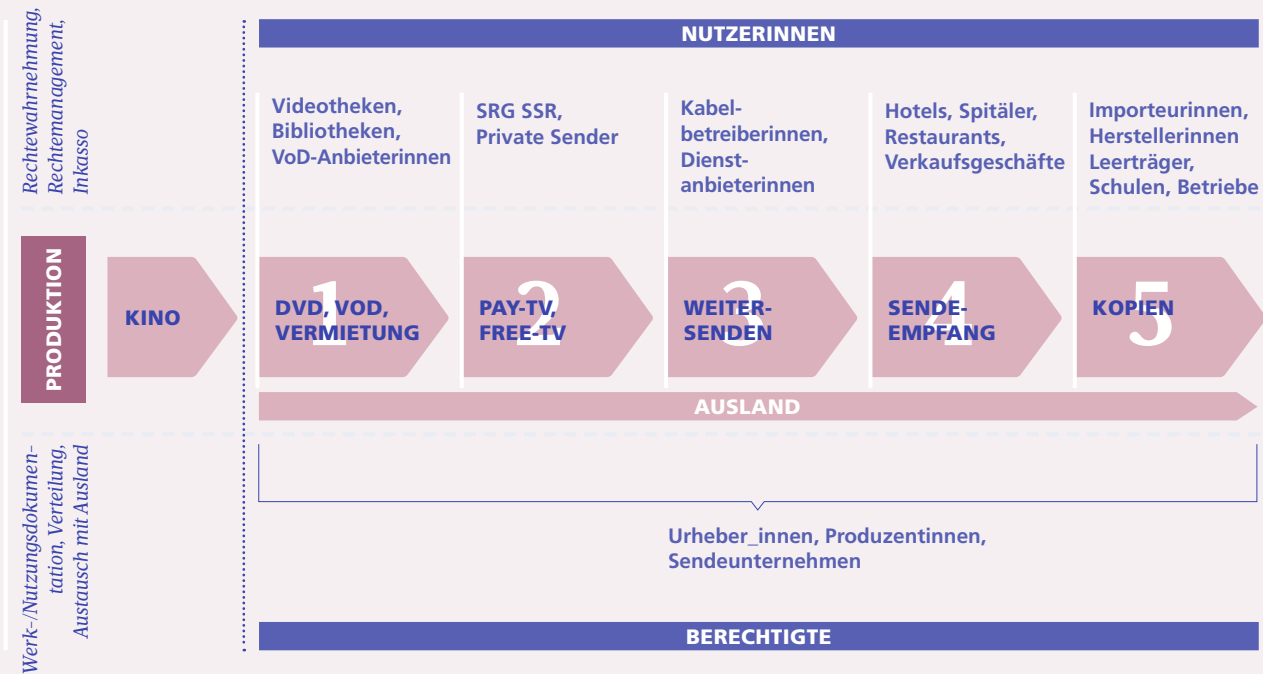 Rechtewahrnehmung,
Rechtemanagement,
Inkasso
NUTZERINNEN
Videotheken,
Bibliotheken,
VoD-Anbieterinnen
SRG SSR,
Private Sender
Kabel-
betreiberinnen,
Dienst-
anbieterinnen
Hotels, Spitäler,
Restaurants,
Verkaufsgeschäfte
Importeurinnen,
Herstellerinnen
Leerträger,
Schulen, Betriebe
PRODUKTION
KINO
1
DVD, VOD,
VERMIETUNG
2
PAY-TV,
FREE-TV
3
WEITER-
SENDEN
4
SENDE-
EMPFANG
5
KOPIEN
AUSLAND
Werk-/Nutzungsdokumen-
tation, Verteilung,
Austausch mit Ausland
Urheber_innen, Produzentinnen,
Sendeunternehmen
BERECHTIGTE